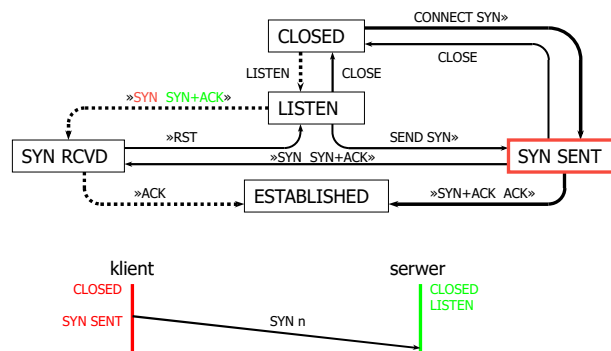 CONNECT SYN»
CLOSED
CLOSE
LISTEN
CLOSE
»SYN SYN+ACK»
LISTEN
»RST
SEND SYN»
SYN RCVD
»SYN SYN+ACK»
SYN SENT
»ACK
ESTABLISHED
»SYN+ACK ACK»
klient
serwer
CLOSED
CLOSED
LISTEN
SYN SENT
SYN n